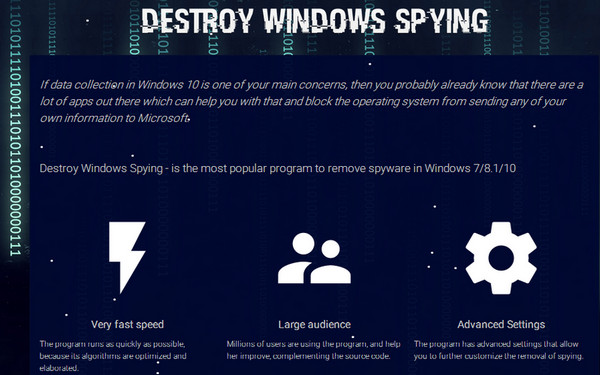 DESTROY WINDOWS SPYING
If data collection in Windows 10 is one of your main concerns, then you probably already know that there are a
lot of apps out there which can help you with that and block the operating system from sending any of your
own information to Microsoft.
Destroy Windows Spying - is the most popular program to remove spyware in Windows 7/8.1/10
Very fast speed
The program runs as quickly as possible,
because its algorithms are optimized and
elaborated.
Large audience
Millions of users are using the program, and help
her improve, complementing the source code.
Advanced Settings
The program has advanced settings that allow
you to further customize the removal of spying.